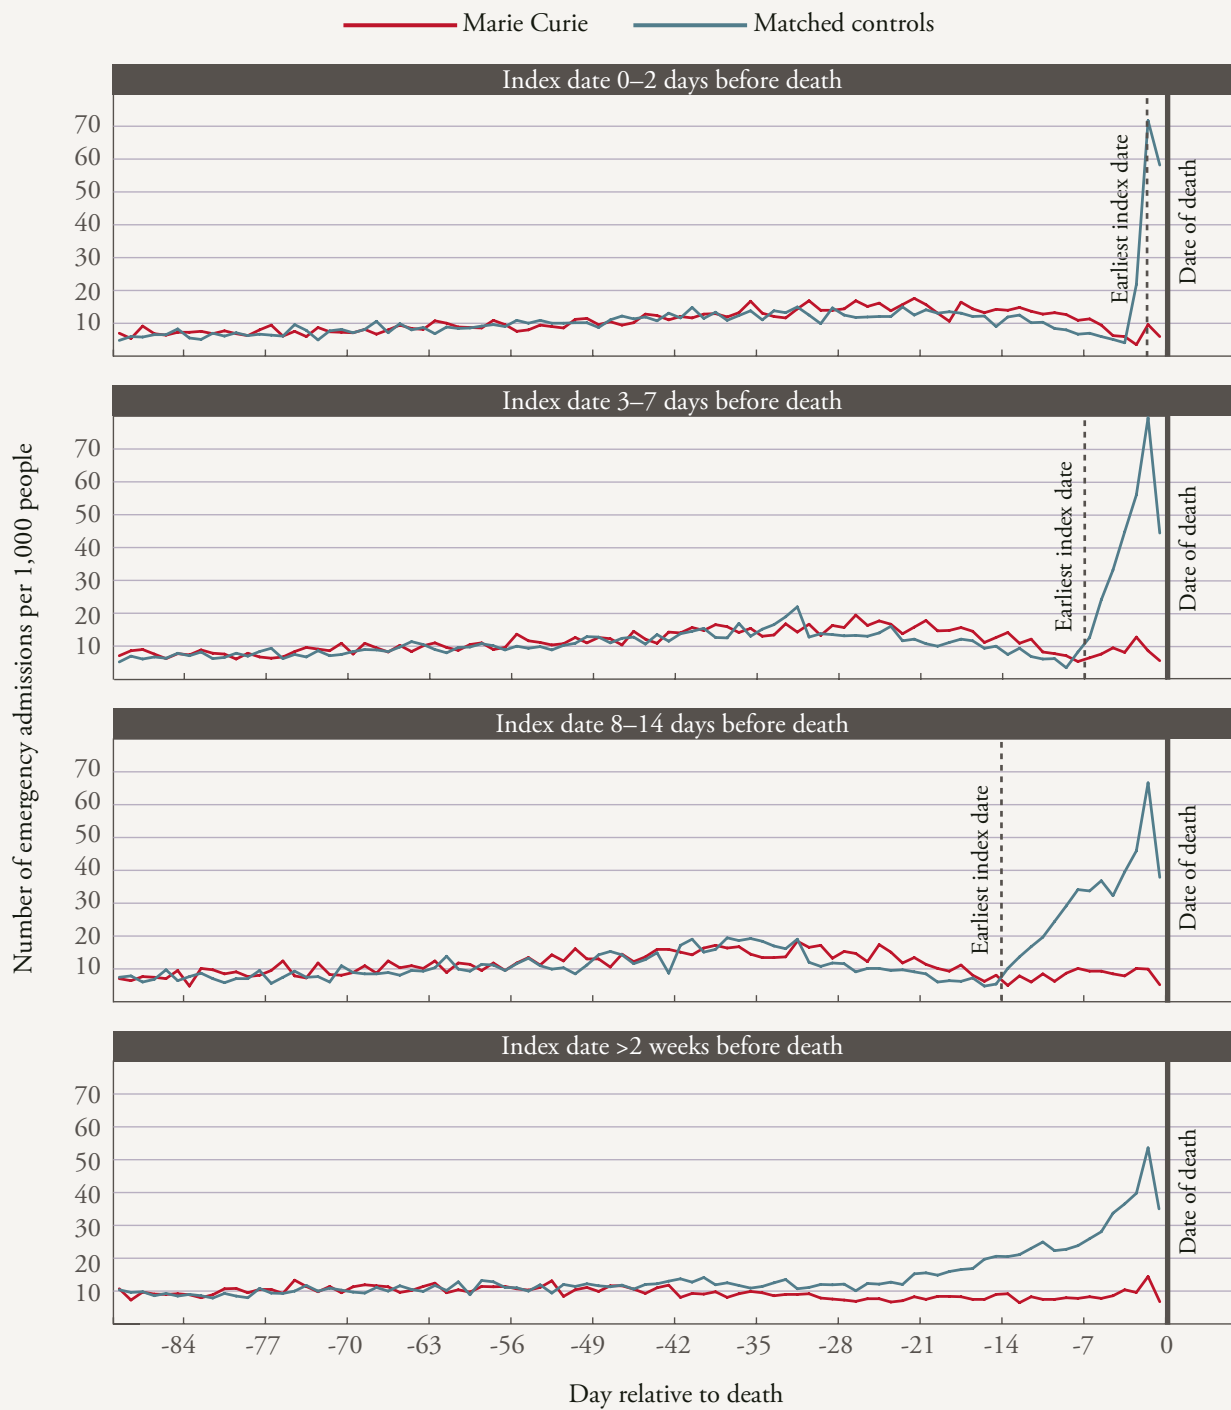 Marie Curie
Matched controls
Number of emergency admissions per 1,000 people
Index date 0–2 days before death
70
60
50
40
30
20
10
Earliest index date
Date of death
Index date 3–7 days before death
70
60
50
40
30
20
10
Earliest index date
Date of death
Index date 8–14 days before death
70
60
50
40
30
20
10
Earliest index date
Date of death
Index date >2 weeks before death
70
60
50
40
30
20
10
Date of death
-84 -77 -70 -63 -56 -49 -42 -35 -28 -21 -14 -7 0
Day relative to death